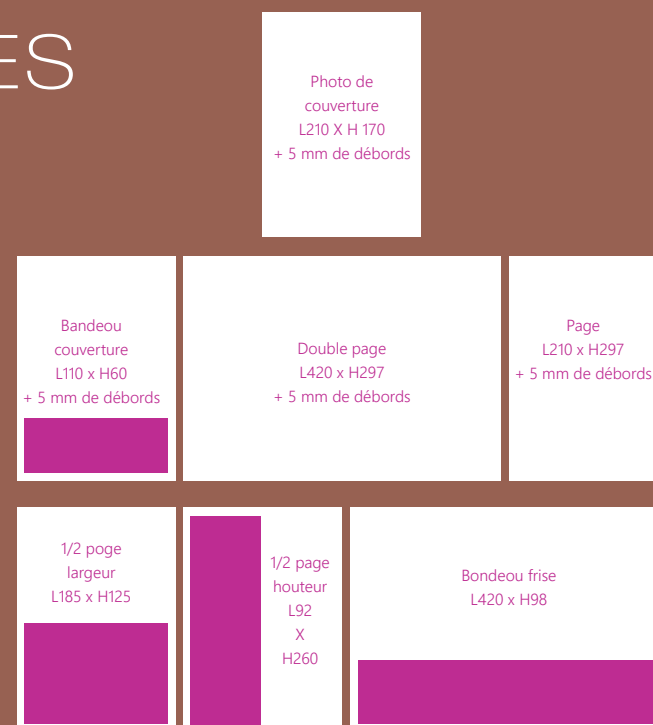 ES
Photo de
couverture
L210 X H 170
+ 5 mm de débords
Bandeou
couverture
L110 x H60
+ 5 mm de débords
Double page
L420 x H297
+ 5 mm de débords
Page
L210 x H297
+ 5 mm de débords
1/2 poge
largeur
L185 x H125
1/2 page
houteur
L92
X
H260
Bondeou frise
L420 x H98